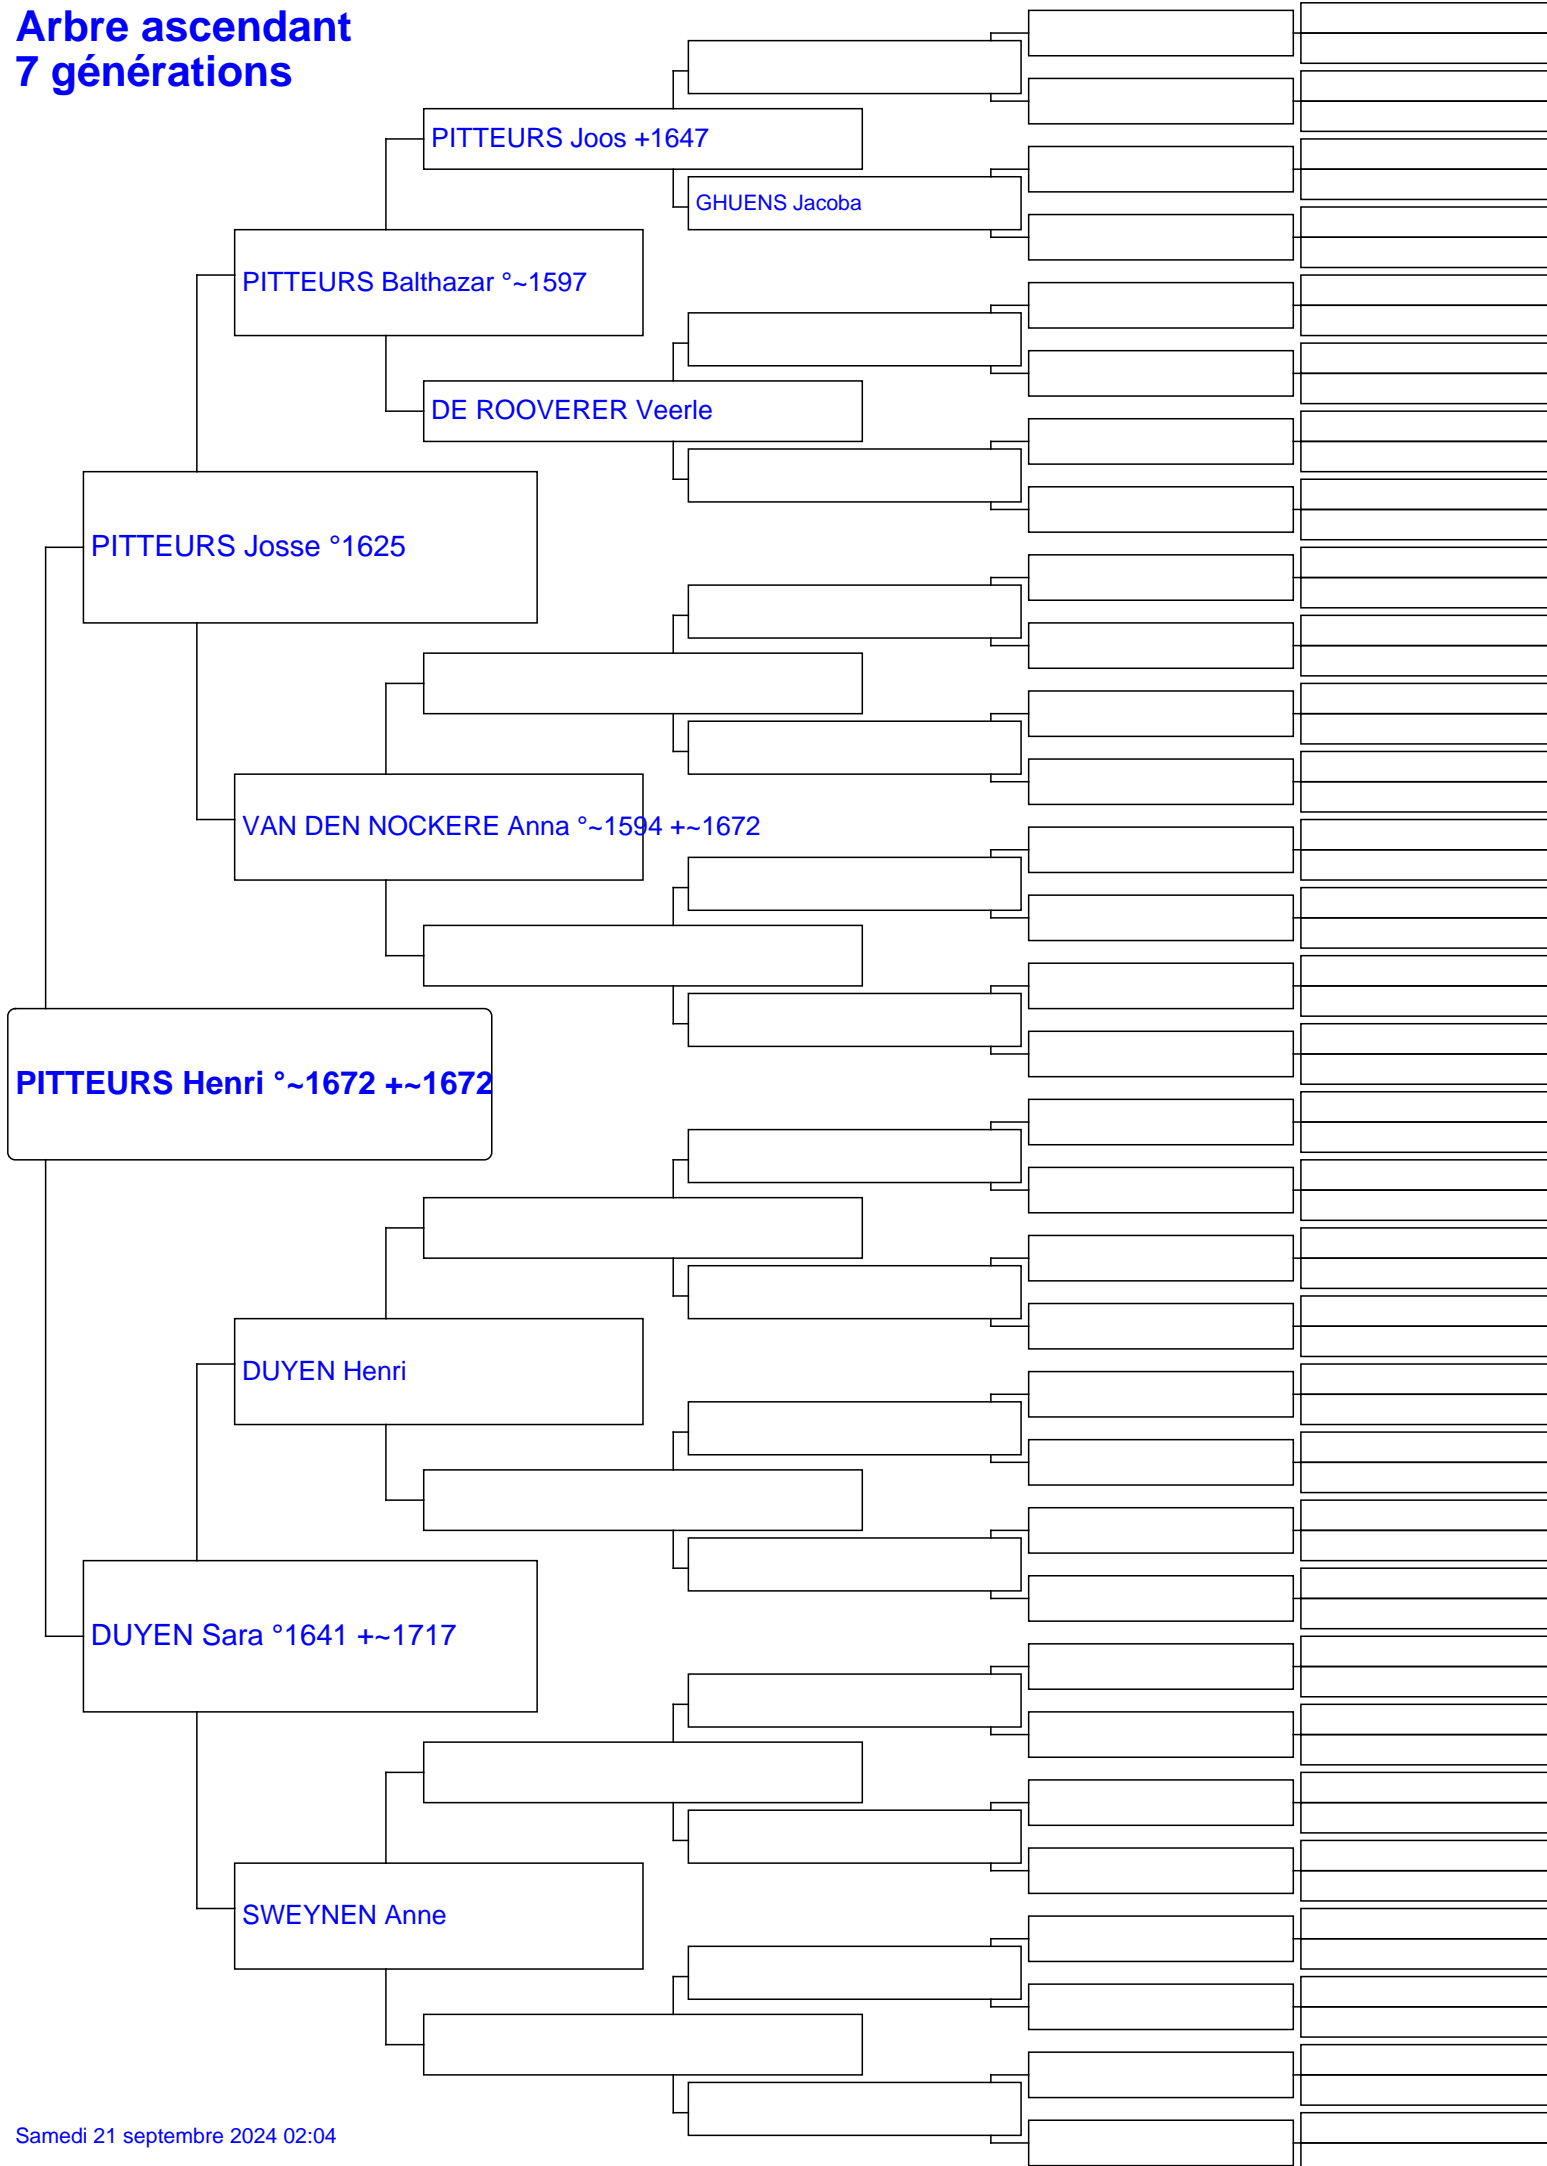 Arbre ascendant
7 générations
PITTEURS Joos +1647
GHUENS Jacoba
PITTEURS Balthazar °~1597
DE ROOVERER Veerle
PITTEURS Josse °1625
VAN DEN NOCKERE Anna °~1594 +~1672
PITTEURS Henri °~1672 +~1672
DUYEN Henri
DUYEN Sara °1641 +~1717
SWEYNEN Anne
Samedi 21 septembre 2024 02:04